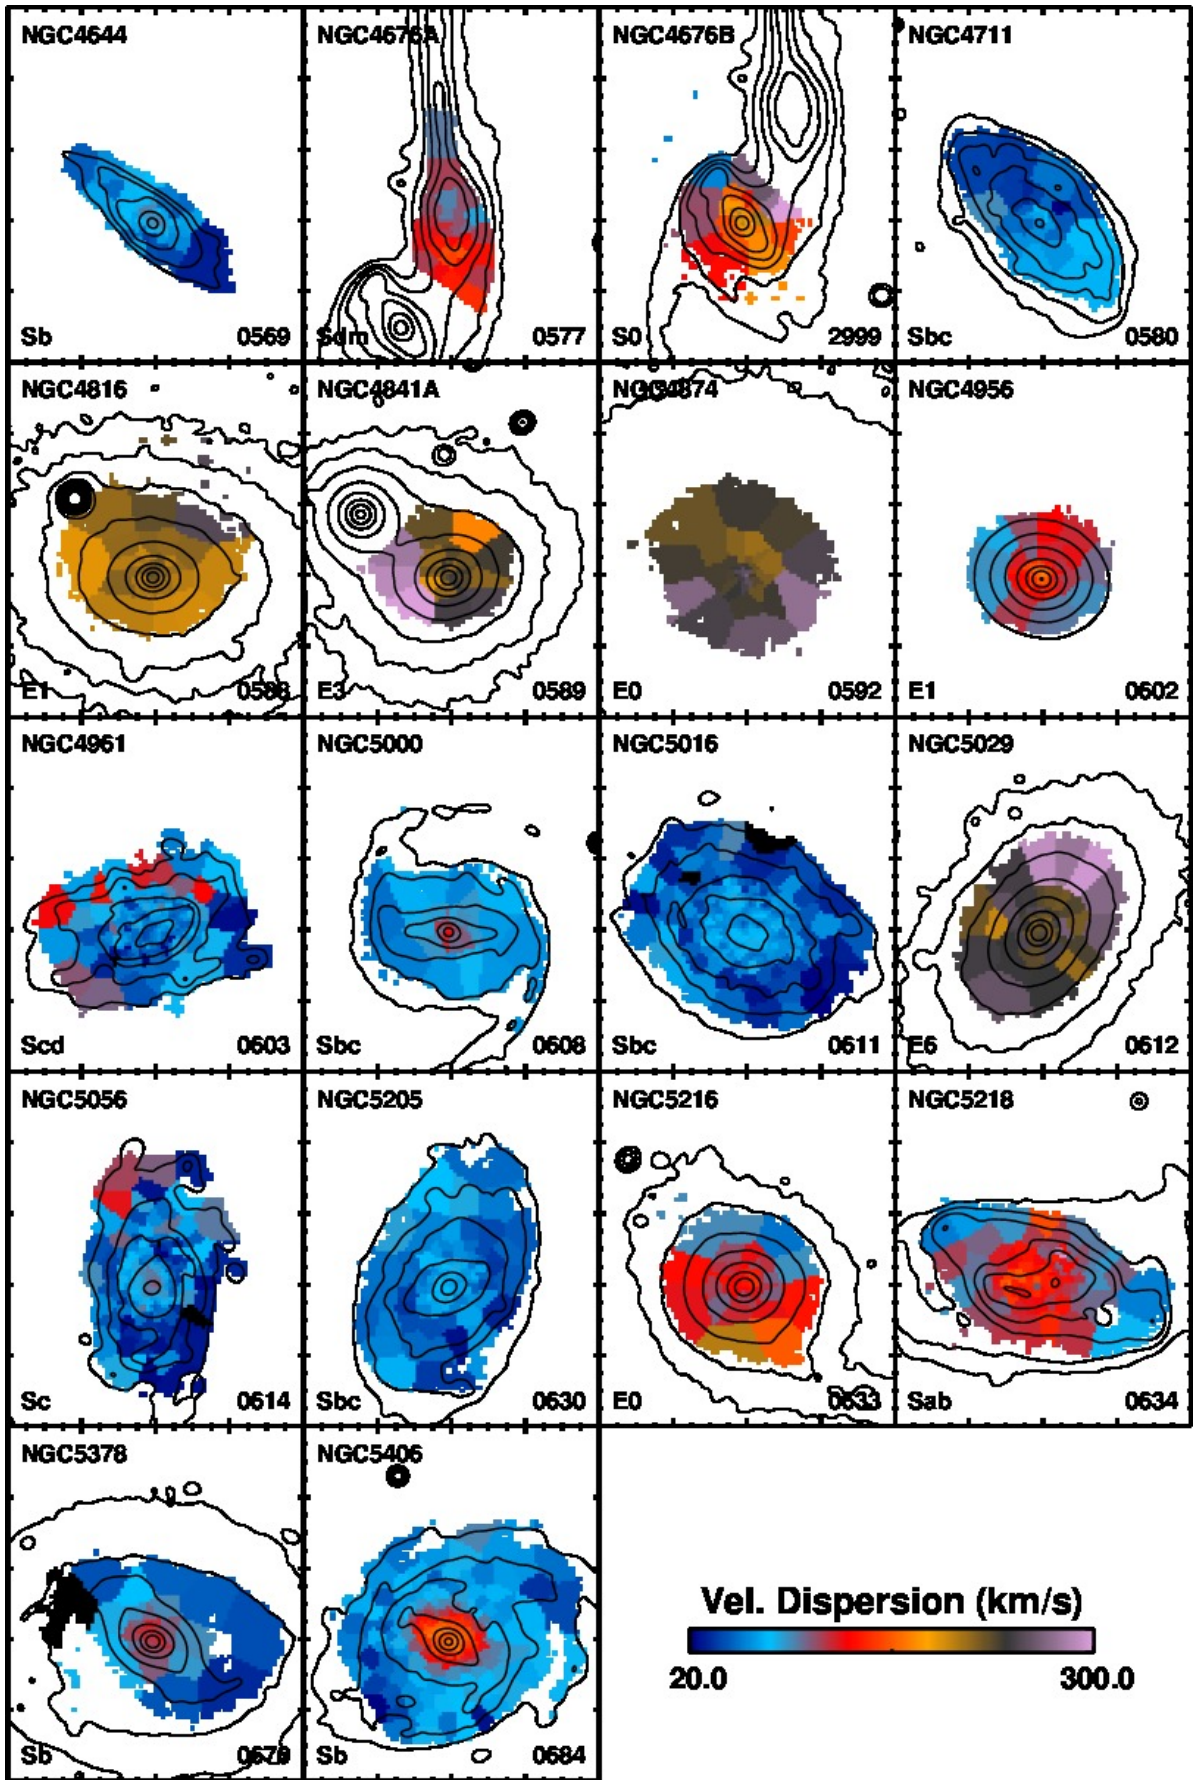 NGC4644 NGC4676A NGC4676B NGC4711
Sb 0569 Sdm 0577 S0 2999 Sbc 0580
NGC4816 NGC4841A NGC4874 NGC4956
E1 0588 E3 0589 E0 0592 E1 0602
NGC4961 NGC5000 NGC5016 NGC5029
Scd 0603 Sbc 0608 Sbc 0611 E6 0612
NGC5056 NGC5205 NGC5216 NGC5218
Sc 0614 Sbc 0630 E0 0633 Sab 0634
NGC5378 NGC5406
Sb Sb 0684
Vel. Dispersion (km/s)
20.0 300.0